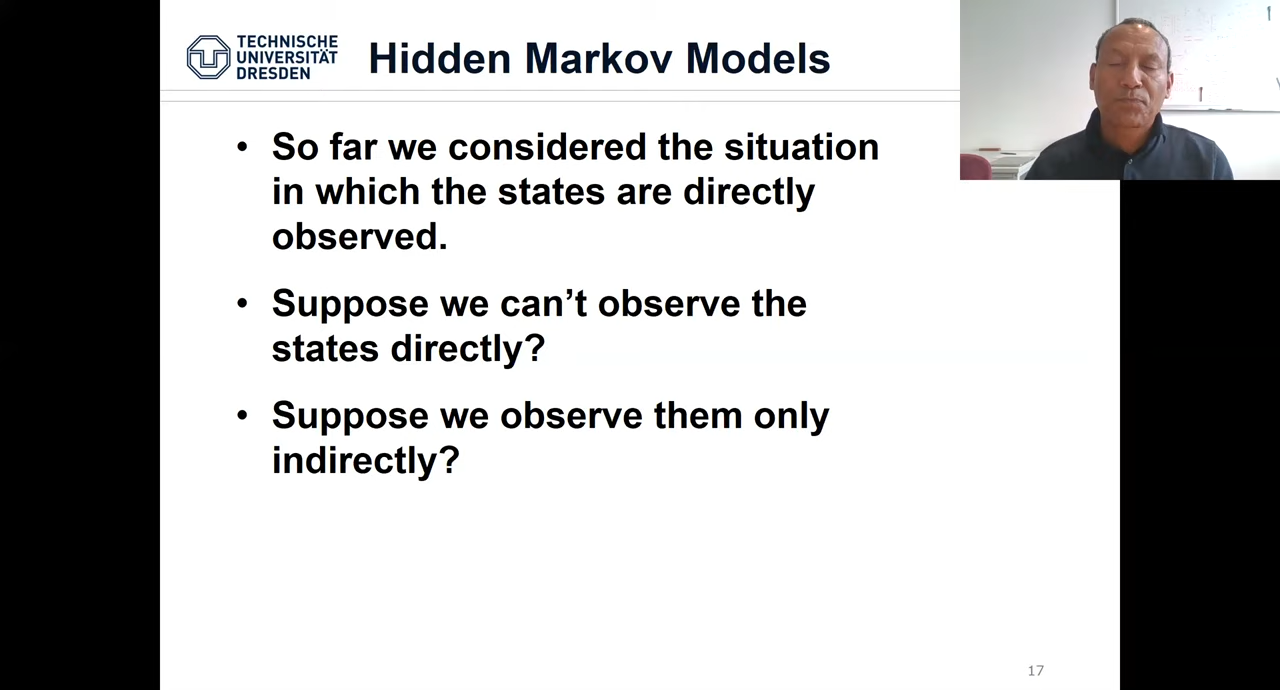 TECHNISCHE
UNIVERSITÄT
DRESDEN
Hidden Markov Models
• So far we considered the situation
in which the states are directly
observed.
• Suppose we can’t observe the
states directly?
• Suppose we observe them only
indirectly?
17